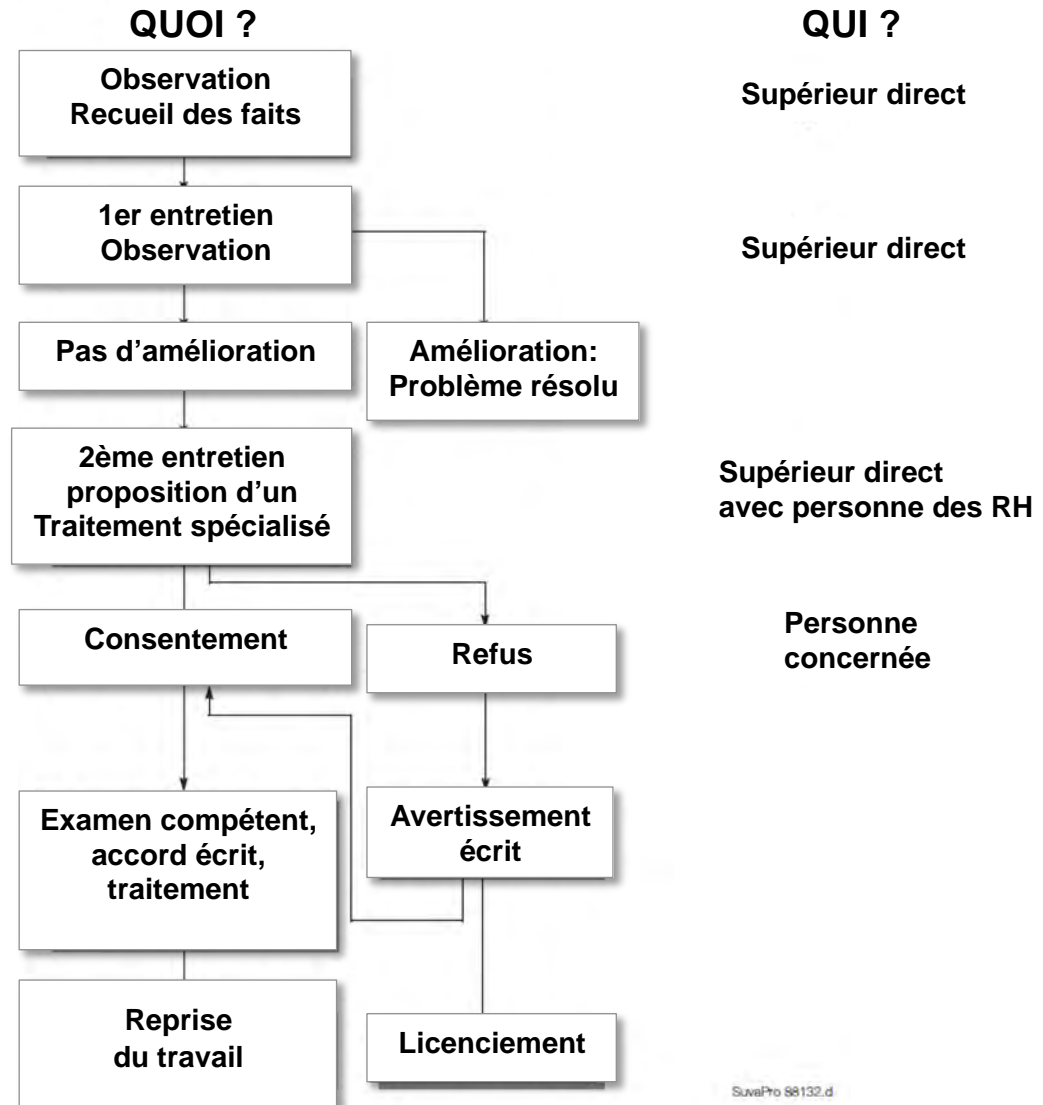 QUOI ?
QUI ?
Observation
Recueil des faits
Supérieur direct
1er entretien
Observation
Supérieur direct
Pas d’amélioration
Amélioration:
Problème résolu
2ème entretien
proposition d’un
Traitement spécialisé
Supérieur direct
avec personne des RH
Consentement
Refus
Personne
concernée
Examen compétent,
accord écrit,
traitement
Avertissement
écrit
Reprise
du travail
Licenciement
SuvaPro 88132.d